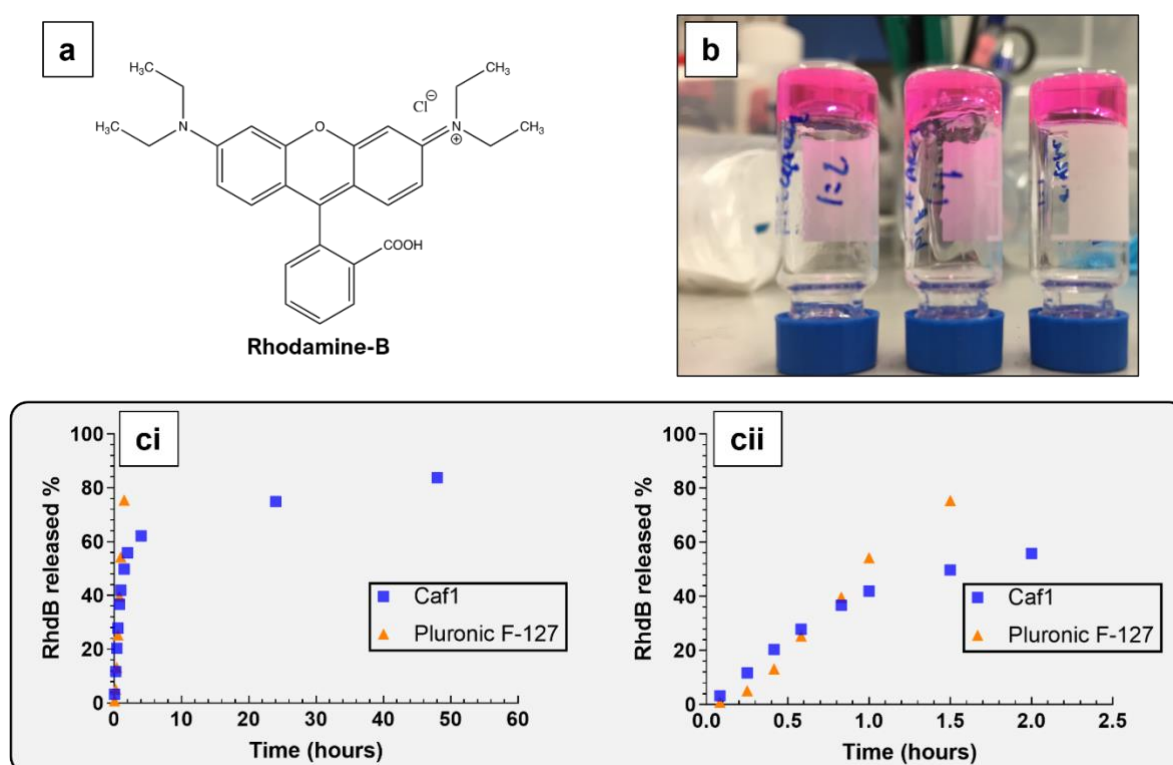 a
H₃C
CH₃
Cl⊖
H₃C
N
O
N
⊕
CH₃
COOH
Rhodamine-B
b
2=1
1=1
ci
RhdB released %
100
80
60
40
20
0
0 10 20 30 40 50 60
Time (hours)
Caf1
Pluronic F-127
cii
RhdB released %
100
80
60
40
20
0
0.0 0.5 1.0 1.5 2.0 2.5
Time (hours)
Caf1
Pluronic F-127